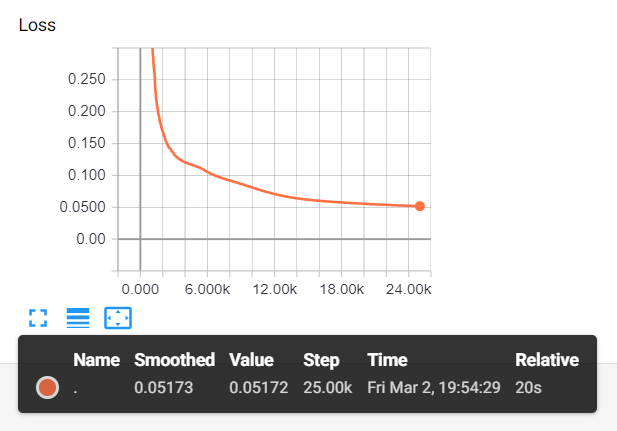 Loss
0.250
0.200
0.150
0.100
0.0500
0.00
0.000 6.000k 12.00k 18.00k 24.00k
Name Smoothed Value Step Time Relative
. 0.05173 0.05172 25.00k Fri Mar 2, 19:54:29 20s